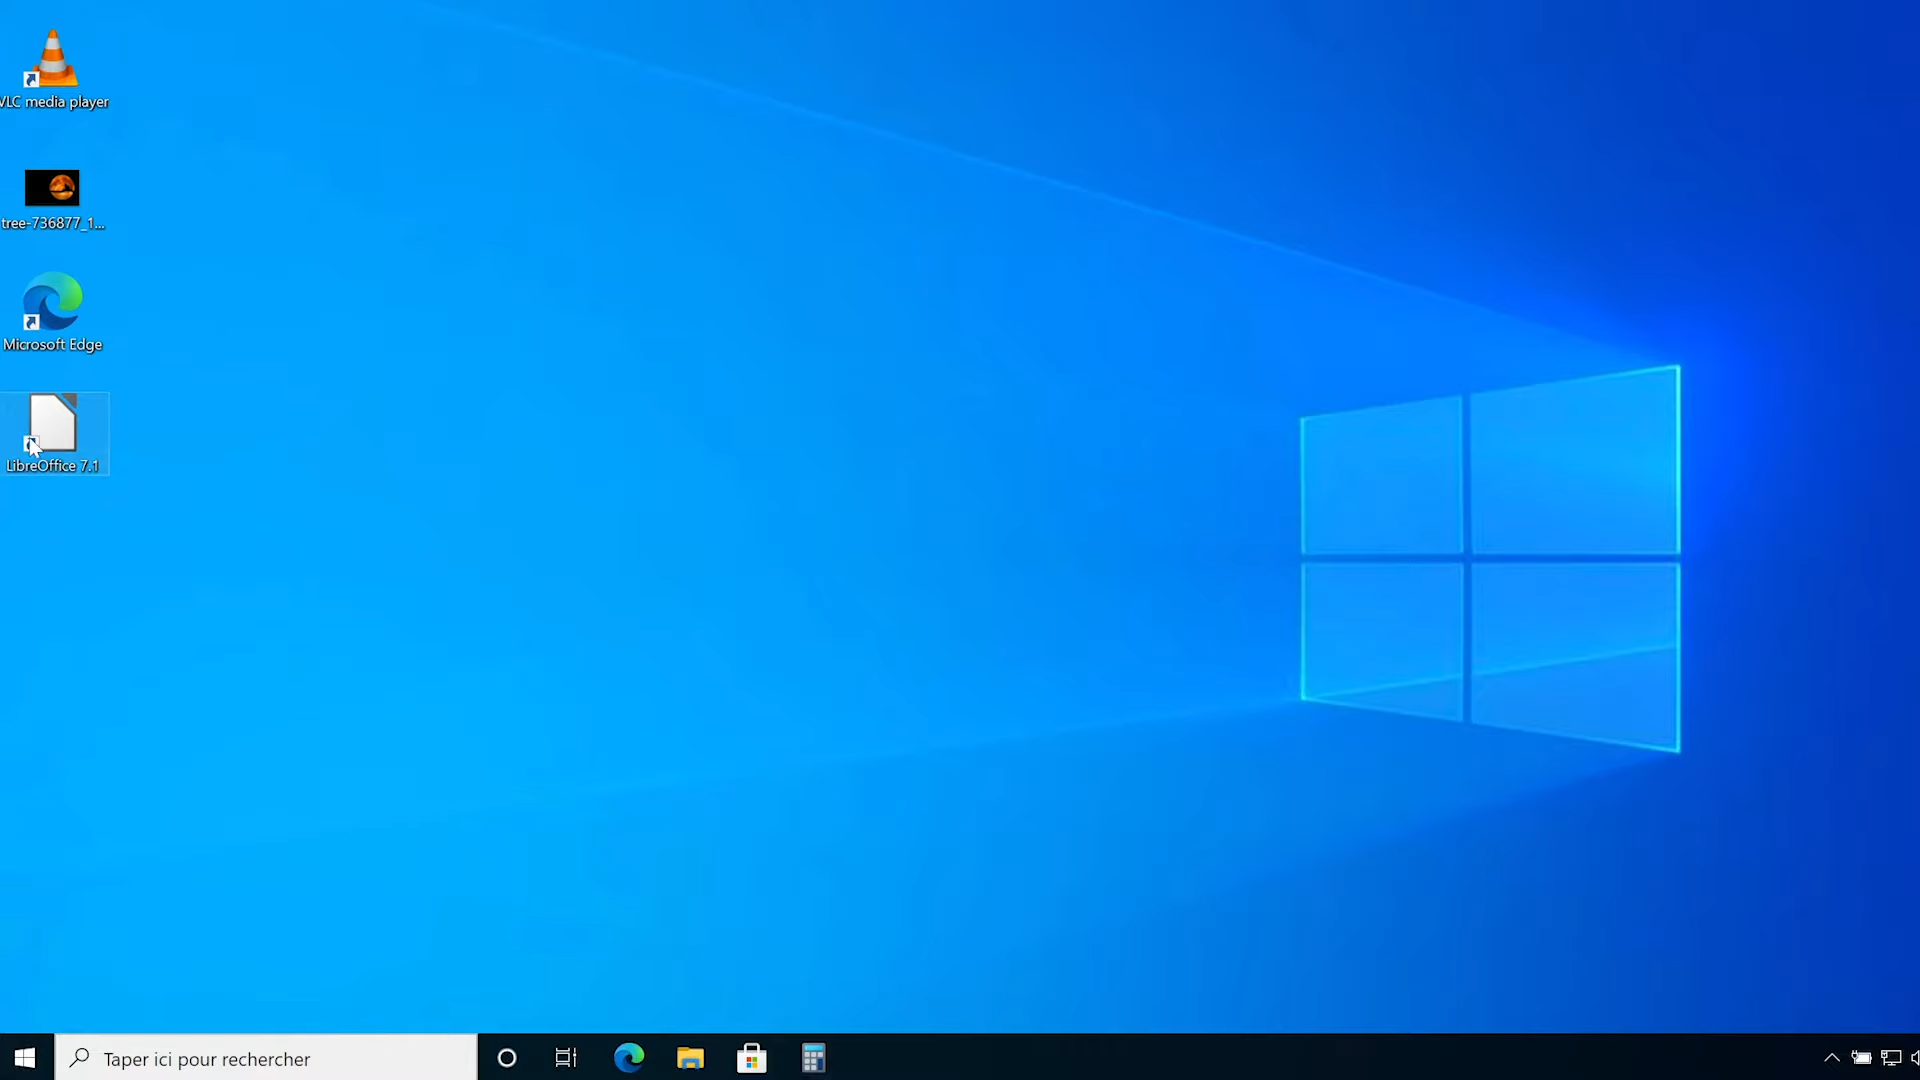 VLC media player
tree-736877_1...
Microsoft Edge
LibreOffice 7.1
Taper ici pour rechercher